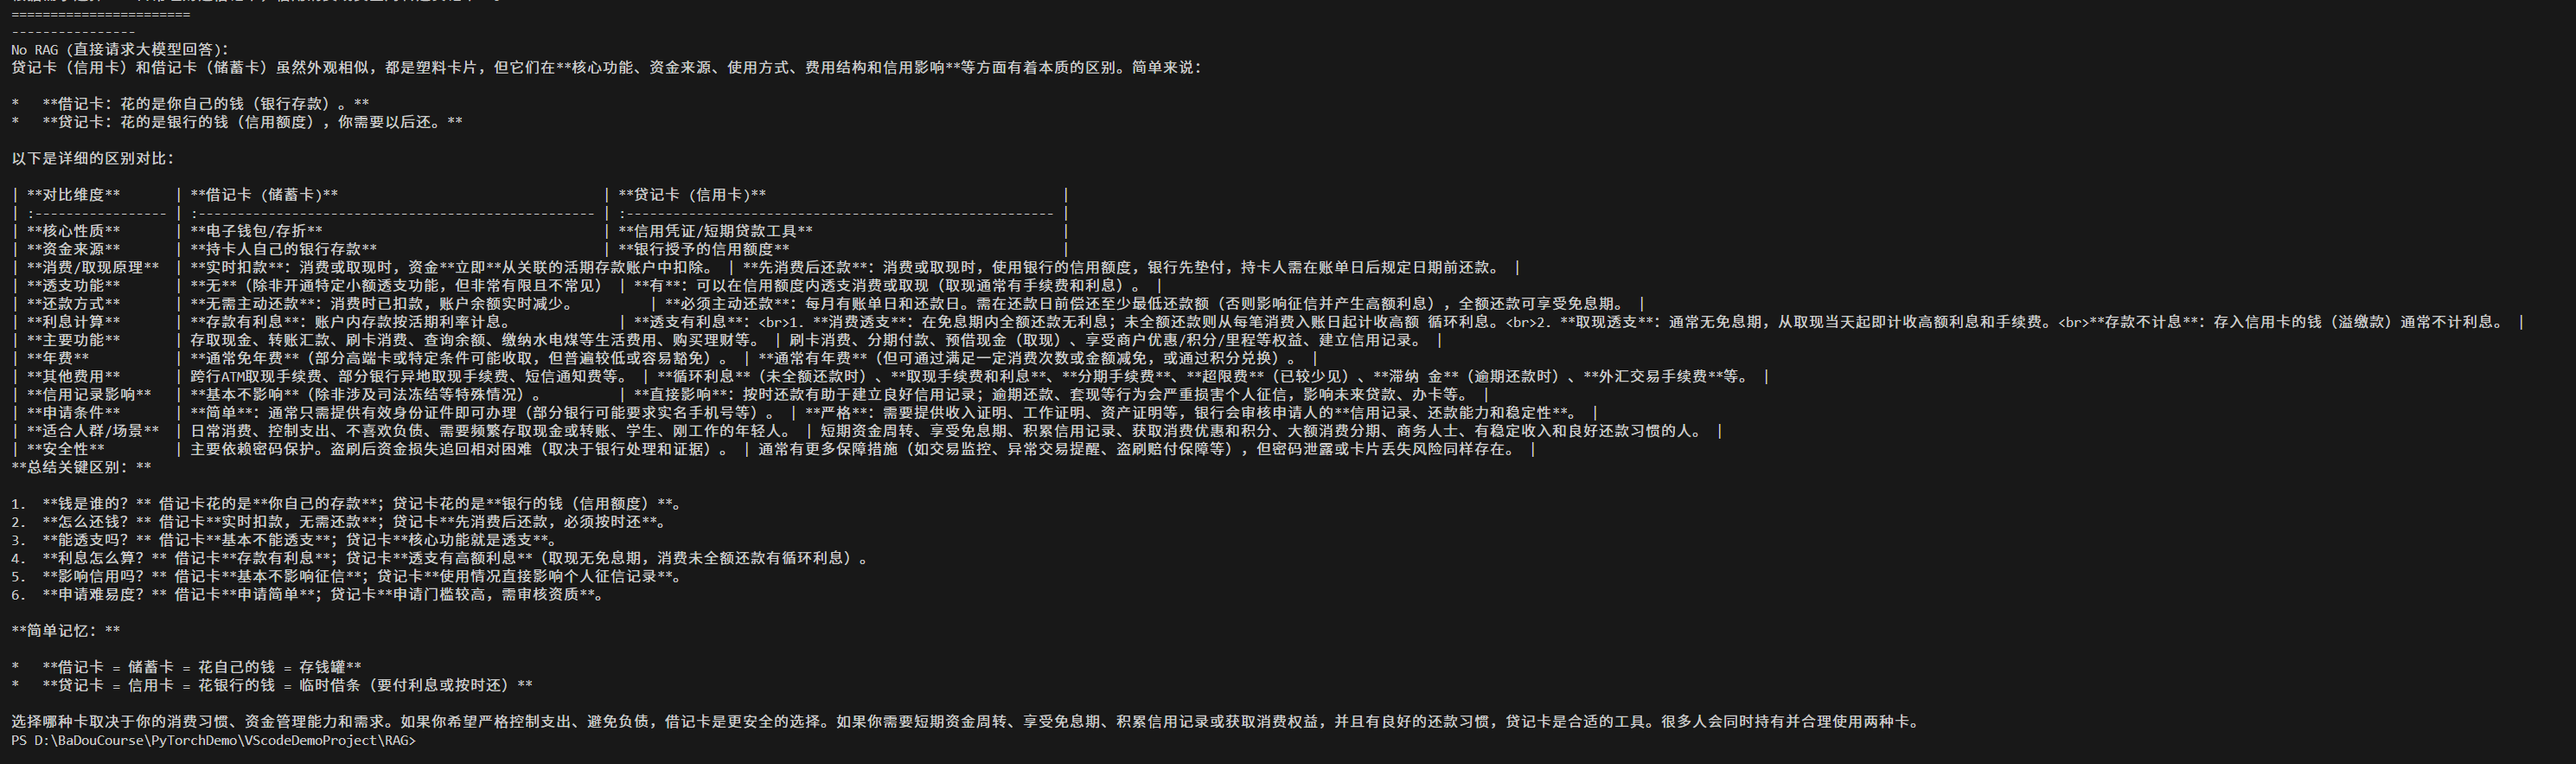 ========================
----------------
No RAG (直接请求大模型回答):
贷记卡（信用卡）和借记卡（储蓄卡）虽然外观相似，都是塑料卡片，但它们在**核心功能、资金来源、使用方式、费用结构和信用影响**等方面有着本质的区别。简单来说：
*   **借记卡：花的是你自己的钱（银行存款）。**
*   **贷记卡：花的是银行的钱（信用额度），你需要以后还。**
以下是详细的区别对比：
| **对比维度** | **借记卡 (储蓄卡)** | **贷记卡 (信用卡)** |
| :----------------- | :--------------------------------------------------- | :------------------------------------------------------- |
| **核心性质** | **电子钱包/存折** | **信用凭证/短期贷款工具** |
| **资金来源** | **持卡人自己的银行存款** | **银行授予的信用额度** |
| **消费/取现原理** | **实时扣款**：消费或取现时，资金**立即**从关联的活期存款账户中扣除。 | **先消费后还款**：消费或取现时，使用银行的信用额度，银行先垫付，持卡人需在账单日后规定日期前还款。 |
| **透支功能** | **无**（除非开通特定小额透支功能，但非常有限且不常见） | **有**：可以在信用额度内透支消费或取现（取现通常有手续费和利息）。 |
| **还款方式** | **无需主动还款**：消费时已扣款，账户余额实时减少。 | **必须主动还款**：每月有账单日和还款日。需在还款日前偿还至少最低还款额（否则影响征信并产生高额利息），全额还款可享受免息期。 |
| **利息计算** | **存款有利息**：账户内存款按活期利率计息。 | **透支有利息**：<br>1. **消费透支**：在免息期内全额还款无利息；未全额还款则从每笔消费入账日起计收高额 循环利息。<br>2. **取现透支**：通常无免息期，从取现当天起即计收高额利息和手续费。<br>**存款不计息**：存入信用卡的钱（溢缴款）通常不计利息。 |
| **主要功能** | 存取现金、转账汇款、刷卡消费、查询余额、缴纳水电煤等生活费用、购买理财等。 | 刷卡消费、分期付款、预借现金（取现）、享受商户优惠/积分/里程等权益、建立信用记录。 |
| **年费** | **通常免年费**（部分高端卡或特定条件可能收取，但普遍较低或容易豁免）。 | **通常有年费**（但可通过满足一定消费次数或金额减免，或通过积分兑换）。 |
| **其他费用** | 跨行ATM取现手续费、部分银行异地取现手续费、短信通知费等。 | **循环利息**（未全额还款时）、**取现手续费和利息**、**分期手续费**、**超限费**（已较少见）、**滞纳 金**（逾期还款时）、**外汇交易手续费**等。 |
| **信用记录影响** | **基本不影响**（除非涉及司法冻结等特殊情况）。 | **直接影响**：按时还款有助于建立良好信用记录；逾期还款、套现等行为会严重损害个人征信，影响未来贷款、办卡等。 |
| **申请条件** | **简单**：通常只需提供有效身份证件即可办理（部分银行可能要求实名手机号等）。 | **严格**：需要提供收入证明、工作证明、资产证明等，银行会审核申请人的**信用记录、还款能力和稳定性**。 |
| **适合人群/场景** | 日常消费、控制支出、不喜欢负债、需要频繁存取现金或转账、学生、刚工作的年轻人。 | 短期资金周转、享受免息期、积累信用记录、获取消费优惠和积分、大额消费分期、商务人士、有稳定收入和良好还款习惯的人。 |
| **安全性** | 主要依赖密码保护。盗刷后资金损失追回相对困难（取决于银行处理和证据）。 | 通常有更多保障措施（如交易监控、异常交易提醒、盗刷赔付保障等），但密码泄露或卡片丢失风险同样存在。 |
**总结关键区别：**
1.  **钱是谁的？** 借记卡花的是**你自己的存款**；贷记卡花的是**银行的钱（信用额度）**。
2.  **怎么还钱？** 借记卡**实时扣款，无需还款**；贷记卡**先消费后还款，必须按时还**。
3.  **能透支吗？** 借记卡**基本不能透支**；贷记卡**核心功能就是透支**。
4.  **利息怎么算？** 借记卡**存款有利息**；贷记卡**透支有高额利息**（取现无免息期，消费未全额还款有循环利息）。
5.  **影响信用吗？** 借记卡**基本不影响征信**；贷记卡**使用情况直接影响个人征信记录**。
6.  **申请难易度？** 借记卡**申请简单**；贷记卡**申请门槛较高，需审核资质**。
**简单记忆：**
*   **借记卡 = 储蓄卡 = 花自己的钱 = 存钱罐**
*   **贷记卡 = 信用卡 = 花银行的钱 = 临时借条（要付利息或按时还）**
选择哪种卡取决于你的消费习惯、资金管理能力和需求。如果你希望严格控制支出、避免负债，借记卡是更安全的选择。如果你需要短期资金周转、享受免息期、积累信用记录或获取消费权益，并且有良好的还款习惯，贷记卡是合适的工具。很多人会同时持有并合理使用两种卡。
PS D:\BaDouCourse\PyTorchDemo\VScodeDemoProject\RAG>